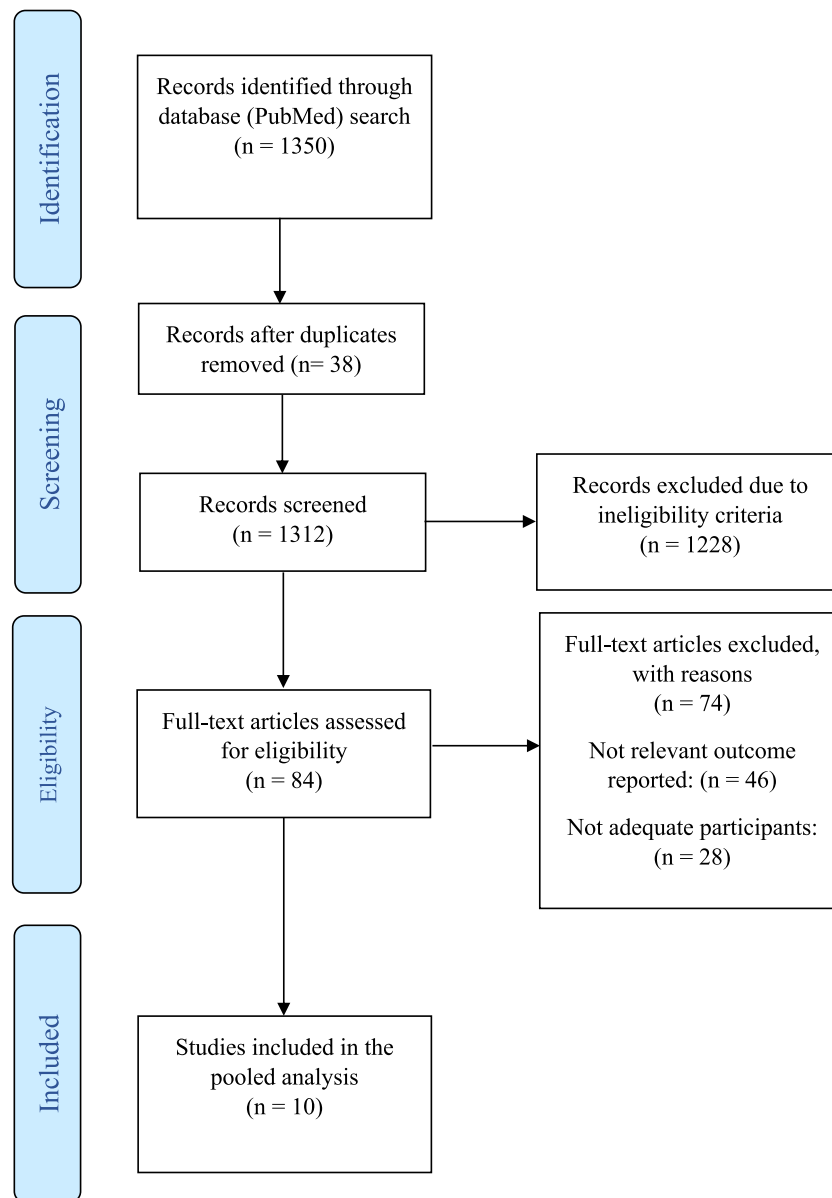 Identification
Records identified through
database (PubMed) search
(n = 1350)
Screening
Records after duplicates
removed (n= 38)
Records screened
(n = 1312)
Records excluded due to
ineligibility criteria
(n = 1228)
Eligibility
Full-text articles assessed
for eligibility
(n = 84)
Full-text articles excluded,
with reasons
(n = 74)
Not relevant outcome
reported: (n = 46)
Not adequate participants:
(n = 28)
Included
Studies included in the
pooled analysis
(n = 10)